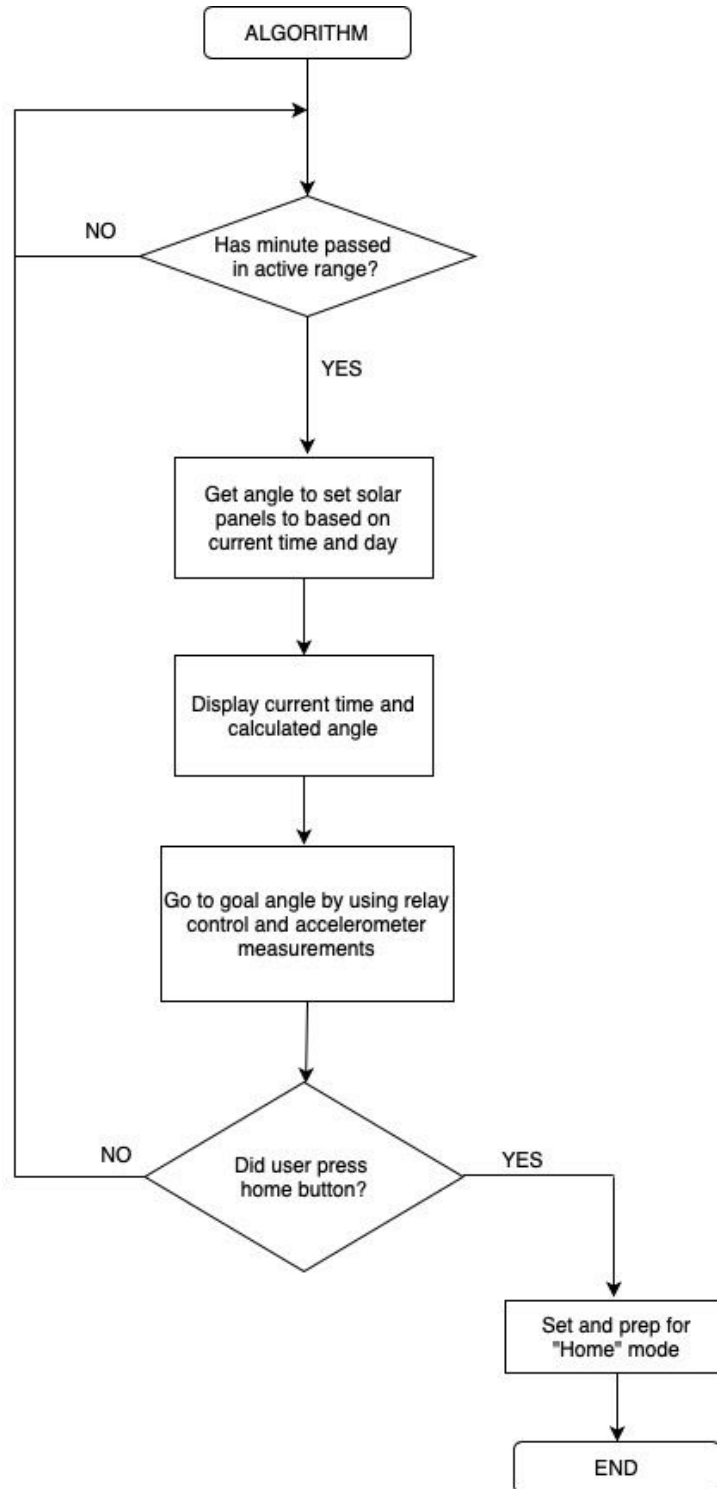 ALGORITHM
NO
Has minute passed
in active range?
YES
Get angle to set solar
panels to based on
current time and day
Display current time and
calculated angle
Go to goal angle by using relay
control and accelerometer
measurements
NO
Did user press
home button?
YES
Set and prep for
"Home" mode
END